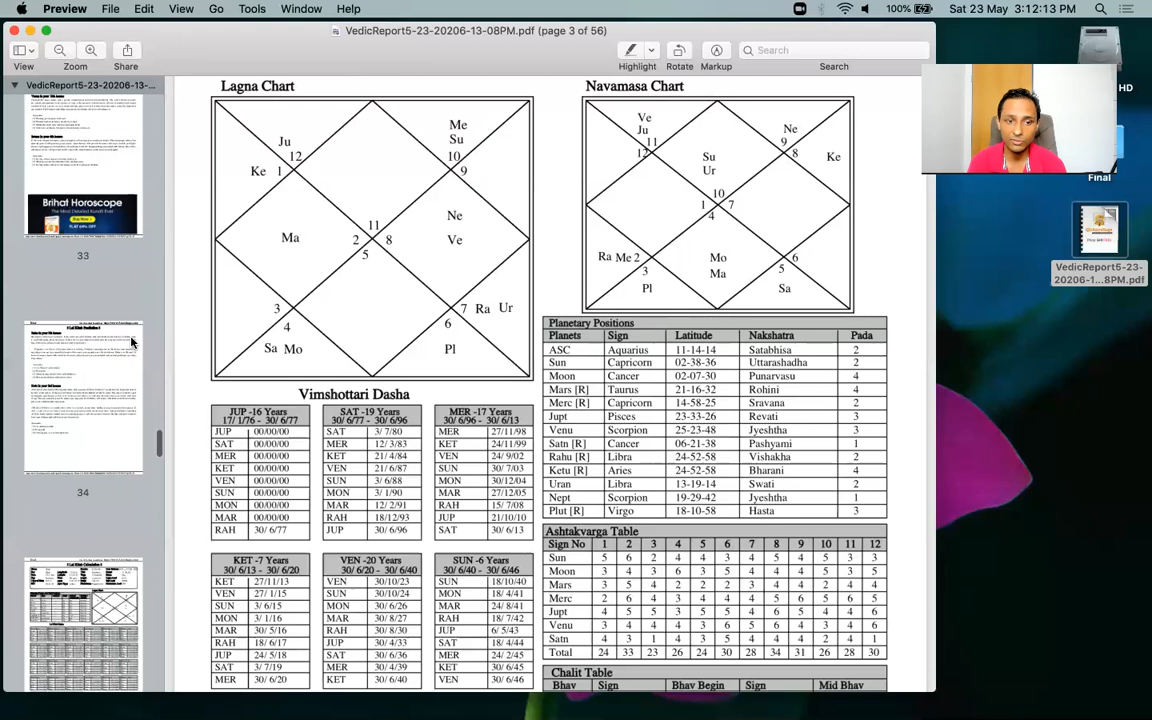 Preview File Edit View Go Tools Window Help 100% Sat 23 May 3:12:13 PM
VedicReport5-23-20206-13-08PM.pdf (page 3 of 56)
View Zoom Share Highlight Rotate Markup Search
Search
VedicReport5-23-20206-13-...
Brihat Horoscope
33
34
Lagna Chart
Ju
12
Ke 1
Me
Su
10
9
Ma
11
2 8
5
Ne
Ve
3
4
Sa Mo
7 Ra Ur
6
Pl
Navamasa Chart
Ve
Ju
11
12
Su
Ur
Ne
9
8
Ke
10
1 7
4
Ra Me 2
3
Pl
Mo
Ma
6
5
Sa
Vimshottari Dasha
JUP -16 Years
17/ 1/76 - 30/ 6/77
JUP 00/00/00
SAT 00/00/00
MER 00/00/00
KET 00/00/00
VEN 00/00/00
SUN 00/00/00
MON 00/00/00
MAR 00/00/00
RAH 30/ 6/77
SAT -19 Years
30/ 6/77 - 30/ 6/96
SAT 3/ 7/80
MER 12/ 3/83
KET 21/ 4/84
VEN 21/ 6/87
SUN 3/ 6/88
MON 3/ 1/90
MAR 12/ 2/91
RAH 18/12/93
JUP 30/ 6/96
MER -17 Years
30/ 6/96 - 30/ 6/13
MER 27/11/98
KET 24/11/99
VEN 24/ 9/02
SUN 30/ 7/03
MON 30/12/04
MAR 27/12/05
RAH 15/ 7/08
JUP 21/10/10
SAT 30/ 6/13
KET -7 Years
30/ 6/13 - 30/ 6/20
KET 27/11/13
VEN 27/ 1/15
SUN 3/ 6/15
MON 3/ 1/16
MAR 30/ 5/16
RAH 18/ 6/17
JUP 24/ 5/18
SAT 3/ 7/19
MER 30/ 6/20
VEN -20 Years
30/ 6/20 - 30/ 6/40
VEN 30/10/23
SUN 30/10/24
MON 30/ 6/26
MAR 30/ 8/27
RAH 30/ 8/30
JUP 30/ 4/33
SAT 30/ 6/36
MER 30/ 4/39
KET 30/ 6/40
SUN -6 Years
30/ 6/40 - 30/ 6/46
SUN 18/10/40
MON 18/ 4/41
MAR 24/ 8/41
RAH 18/ 7/42
JUP 6/ 5/43
SAT 18/ 4/44
MER 24/ 2/45
KET 30/ 6/45
VEN 30/ 6/46
Planetary Positions
Planets Sign Latitude Nakshatra Pada
ASC Aquarius 11-14-14 Satabhisa 2
Sun Capricorn 02-38-36 Uttarashadha 2
Moon Cancer 02-07-30 Punarvasu 4
Mars [R] Taurus 21-16-32 Rohini 4
Merc [R] Capricorn 14-58-25 Sravana 2
Jupt Pisces 23-33-26 Revati 3
Venu Scorpion 25-23-48 Jyeshtha 3
Satn [R] Cancer 06-21-38 Pashyami 1
Rahu [R] Libra 24-52-58 Vishakha 2
Ketu [R] Aries 24-52-58 Bharani 4
Uran Libra 13-19-14 Swati 2
Nept Scorpion 19-29-42 Jyeshtha 1
Plut [R] Virgo 18-10-58 Hasta 3
Ashtakvarga Table
Sign No 1 2 3 4 5 6 7 8 9 10 11 12
Sun 5 6 2 4 4 3 4 5 4 5 3 3
Moon 3 4 3 6 3 5 4 4 4 5 3 5
Mars 3 5 4 2 2 2 3 4 4 2 4 4
Merc 2 6 4 3 4 4 4 5 6 5 6 5
Jupt 4 5 5 3 5 4 4 6 5 4 4 6
Venu 3 4 4 4 3 6 5 6 4 3 4 6
Satn 4 3 1 4 3 5 4 4 4 2 4 1
Total 24 33 23 26 24 30 28 34 31 26 28 30
Chalit Table
Bhav Sign Bhav Begin Sign Mid Bhav
HD
Final
VedicReport5-23-
20206-1...8PM.pdf